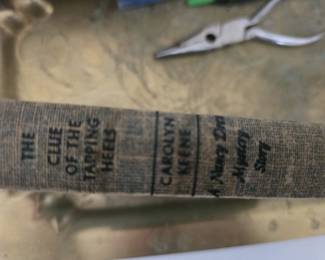 THE
CLUE
OF THE
TAPPING
HEELS
CAROLYN
KEENE
A Nancy Drew
Mystery
Story